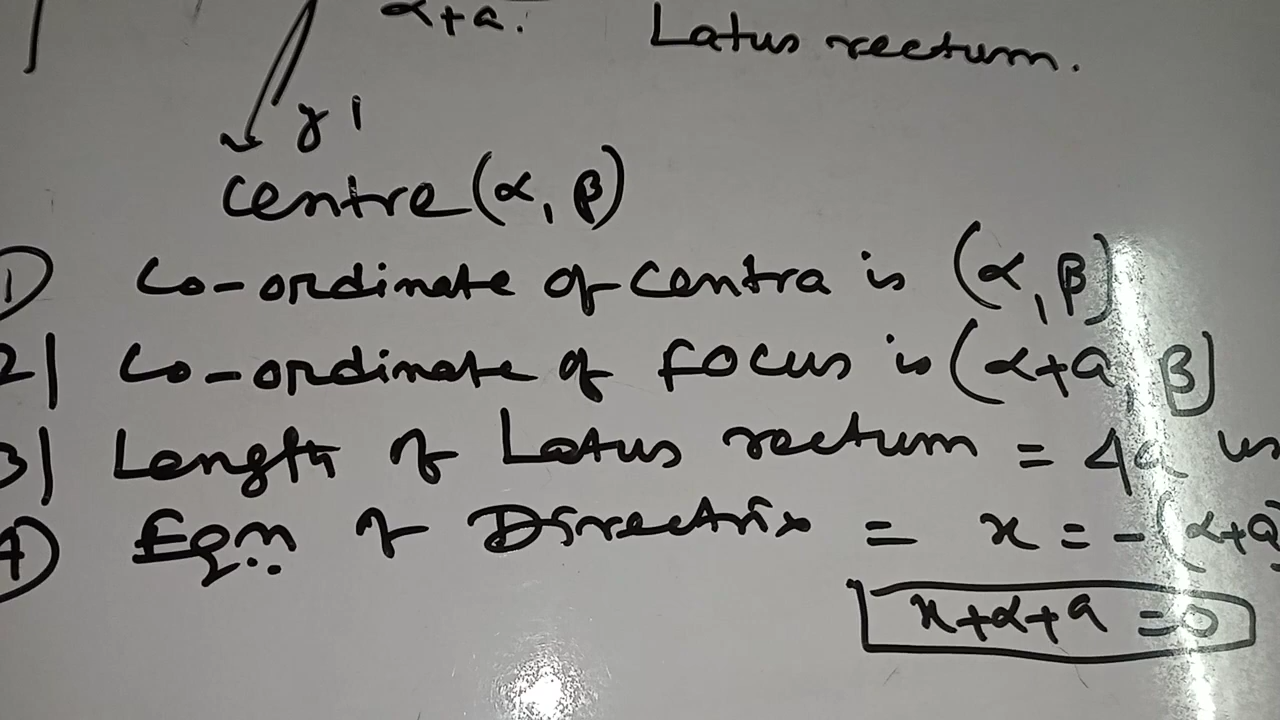 α+a. Latus rectum.
y1
centre (α, β)
1) Co-ordinate of Centra is (α, β)
2| Co-ordinate of focus is (α+a, β)
3| Length of Latus rectum = 4a
4) Eqn. of Directrix = x = -(α+a)
x+α+a = 0